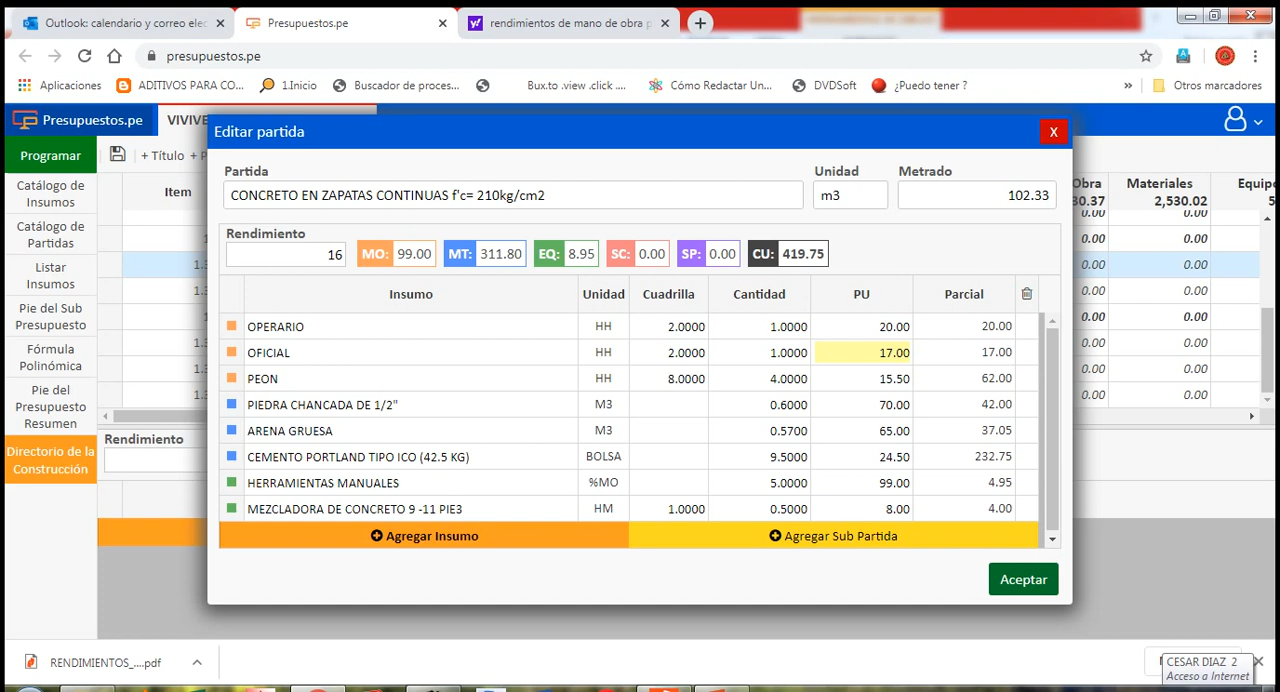 Outlook: calendario y correo elec
Presupuestos.pe
rendimientos de mano de obra p
presupuestos.pe
Aplicaciones
ADITIVOS PARA CO...
1.Inicio
Buscador de proces...
Bux.to .view .click ....
Cómo Redactar Un...
DVDSoft
¿Puedo tener ?
»
Otros marcadores
Presupuestos.pe
VIVIVE
Programar
+ Título + P
Catálogo de
Insumos
Catálogo de
Partidas
Listar
Insumos
Pie del Sub
Presupuesto
Fórmula
Polinómica
Pie del
Presupuesto
Resumen
Directorio de la
Construcción
Item
Rendimiento
Editar partida
X
Partida
Unidad
Metrado
CONCRETO EN ZAPATAS CONTINUAS f'c= 210kg/cm2
m3
102.33
Rendimiento
16
MO: 99.00
MT: 311.80
EQ: 8.95
SC: 0.00
SP: 0.00
CU: 419.75
Insumo Unidad Cuadrilla Cantidad PU Parcial
OPERARIO HH 2.0000 1.0000 20.00 20.00
OFICIAL HH 2.0000 1.0000 17.00 17.00
PEON HH 8.0000 4.0000 15.50 62.00
PIEDRA CHANCADA DE 1/2" M3 0.6000 70.00 42.00
ARENA GRUESA M3 0.5700 65.00 37.05
CEMENTO PORTLAND TIPO ICO (42.5 KG) BOLSA 9.5000 24.50 232.75
HERRAMIENTAS MANUALES %MO 5.0000 99.00 4.95
MEZCLADORA DE CONCRETO 9 -11 PIE3 HM 1.0000 0.5000 8.00 4.00
Agregar Insumo
Agregar Sub Partida
Aceptar
Obra Materiales Equipo
30.37 2,530.02 5
0.00 0.00
0.00 0.00
0.00 0.00
0.00 0.00
0.00 0.00
0.00 0.00
0.00 0.00
0.00 0.00
RENDIMIENTOS_....pdf
CESAR DIAZ 2
Acceso a Internet